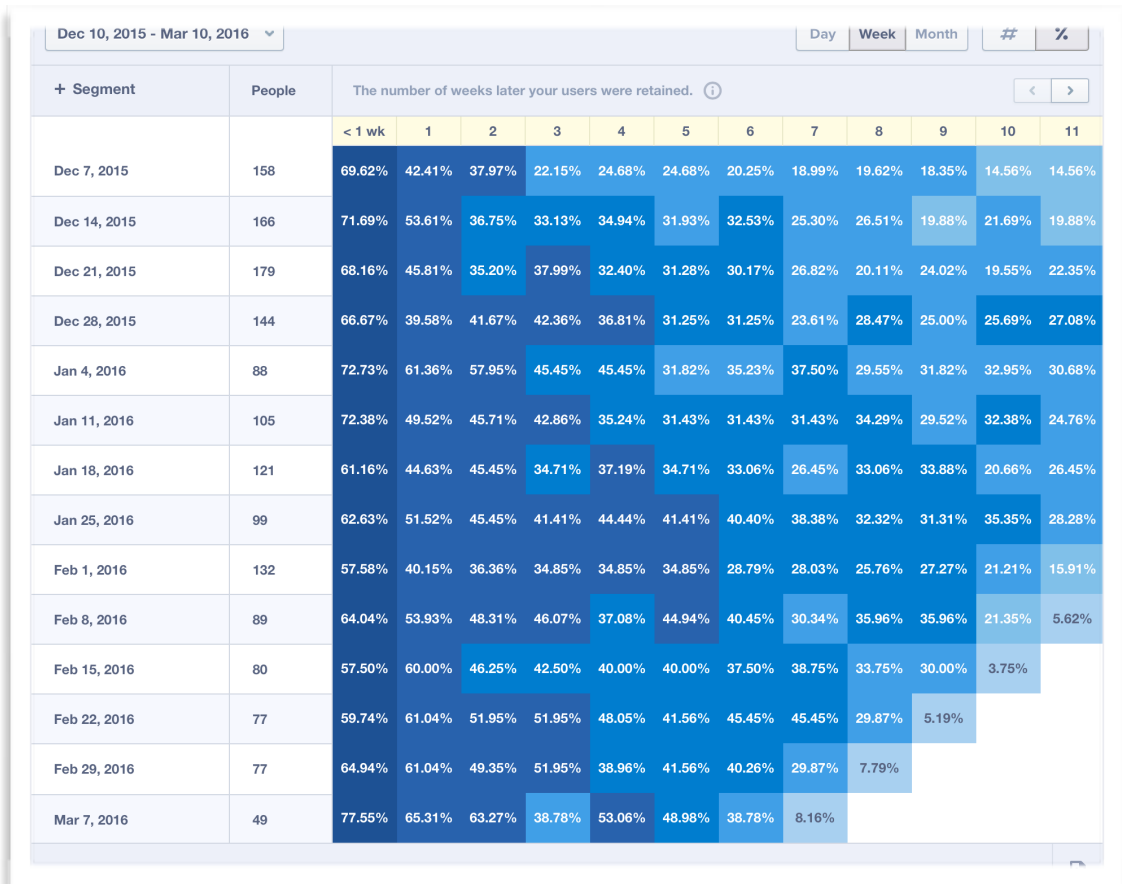 Dec 10, 2015 - Mar 10, 2016 Day Week Month # %
+ Segment People The number of weeks later your users were retained. i < >
< 1 wk 1 2 3 4 5 6 7 8 9 10 11
Dec 7, 2015 158 69.62% 42.41% 37.97% 22.15% 24.68% 24.68% 20.25% 18.99% 19.62% 18.35% 14.56% 14.56%
Dec 14, 2015 166 71.69% 53.61% 36.75% 33.13% 34.94% 31.93% 32.53% 25.30% 26.51% 19.88% 21.69% 19.88%
Dec 21, 2015 179 68.16% 45.81% 35.20% 37.99% 32.40% 31.28% 30.17% 26.82% 20.11% 24.02% 19.55% 22.35%
Dec 28, 2015 144 66.67% 39.58% 41.67% 42.36% 36.81% 31.25% 31.25% 23.61% 28.47% 25.00% 25.69% 27.08%
Jan 4, 2016 88 72.73% 61.36% 57.95% 45.45% 45.45% 31.82% 35.23% 37.50% 29.55% 31.82% 32.95% 30.68%
Jan 11, 2016 105 72.38% 49.52% 45.71% 42.86% 35.24% 31.43% 31.43% 31.43% 34.29% 29.52% 32.38% 24.76%
Jan 18, 2016 121 61.16% 44.63% 45.45% 34.71% 37.19% 34.71% 33.06% 26.45% 33.06% 33.88% 20.66% 26.45%
Jan 25, 2016 99 62.63% 51.52% 45.45% 41.41% 44.44% 41.41% 40.40% 38.38% 32.32% 31.31% 35.35% 28.28%
Feb 1, 2016 132 57.58% 40.15% 36.36% 34.85% 34.85% 34.85% 28.79% 28.03% 25.76% 27.27% 21.21% 15.91%
Feb 8, 2016 89 64.04% 53.93% 48.31% 46.07% 37.08% 44.94% 40.45% 30.34% 35.96% 35.96% 21.35% 5.62%
Feb 15, 2016 80 57.50% 60.00% 46.25% 42.50% 40.00% 40.00% 37.50% 38.75% 33.75% 30.00% 3.75%
Feb 22, 2016 77 59.74% 61.04% 51.95% 51.95% 48.05% 41.56% 45.45% 45.45% 29.87% 5.19%
Feb 29, 2016 77 64.94% 61.04% 49.35% 51.95% 38.96% 41.56% 40.26% 29.87% 7.79%
Mar 7, 2016 49 77.55% 65.31% 63.27% 38.78% 53.06% 48.98% 38.78% 8.16%